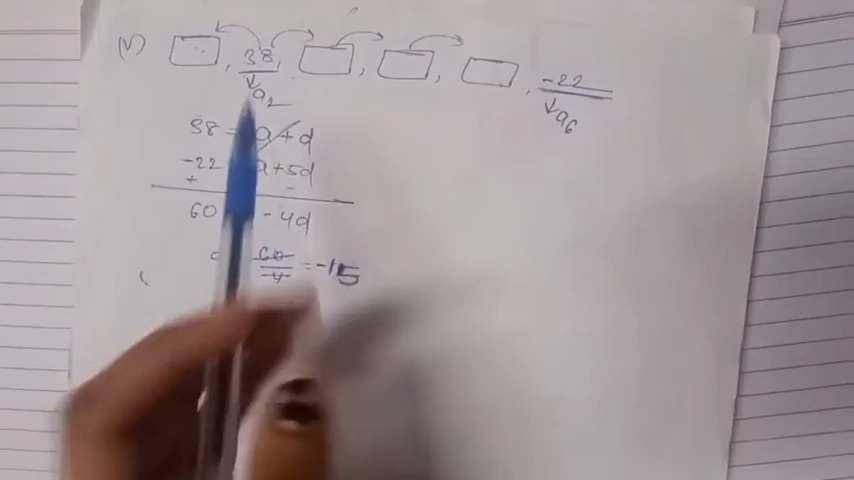 (v) , 38, , , , -22
a2 a6
38 = a + d
-22 a + 5d
+ -
60 - 4d
60/-4 = -15